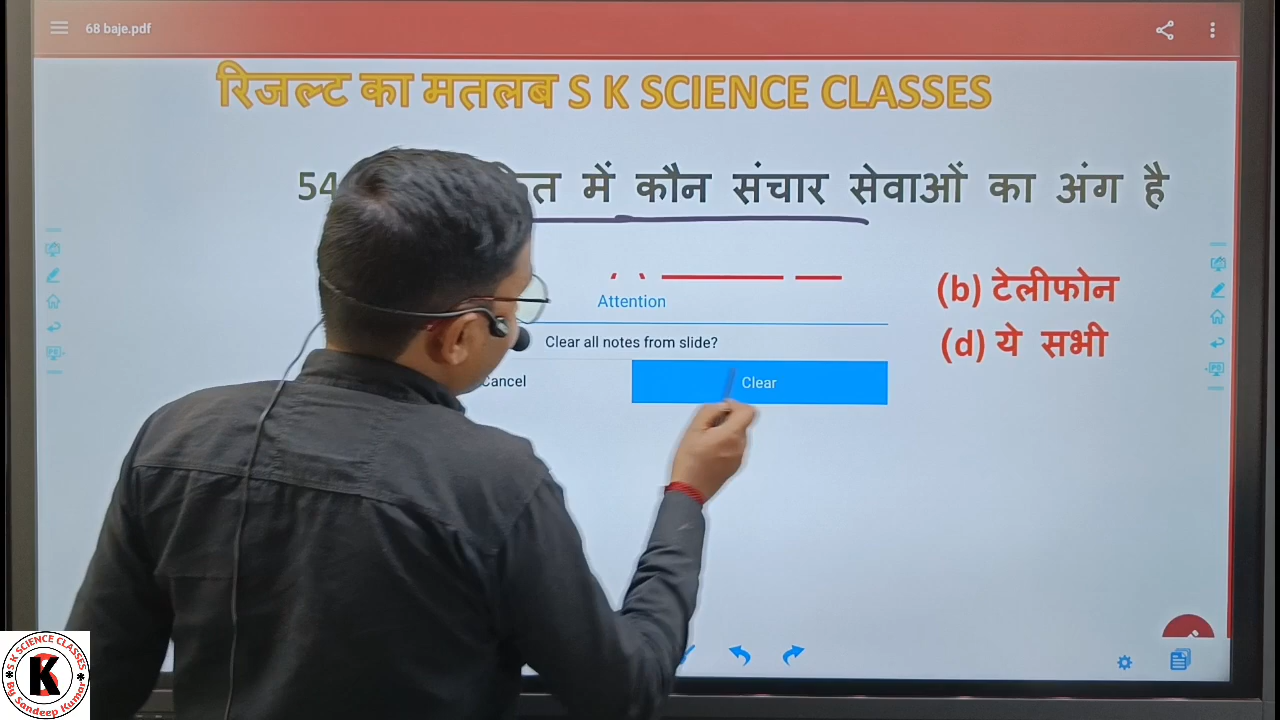 68 baje.pdf
रिजल्ट का मतलब S K SCIENCE CLASSES
54 में कौन संचार सेवाओं का अंग है
(b) टेलीफोन
Attention
Clear all notes from slide?
(d) ये सभी
Cancel
Clear
S K SCIENCE CLASSES
SK
By Sandeep Kumar